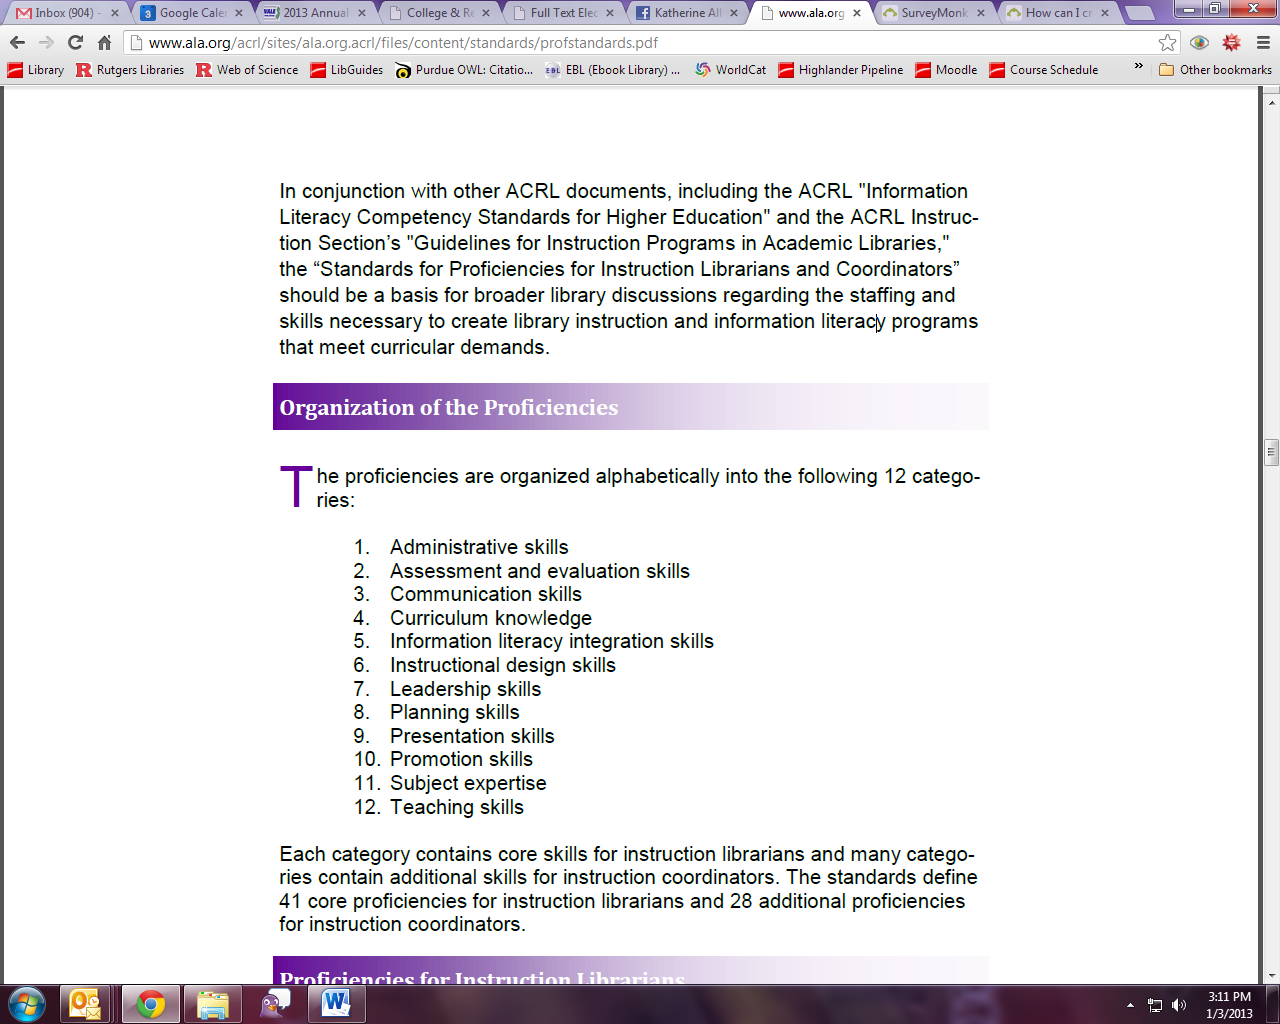 Inbox (904) -
Google Cale
2013 Annual
College & Re
Full Text Elec
Katherine All
www.ala.org
SurveyMonk
How can I cr
www.ala.org/acrl/sites/ala.org.acrl/files/content/standards/profstandards.pdf
Library
Rutgers Libraries
Web of Science
LibGuides
Purdue OWL: Citatio...
EBL (Ebook Library) ...
WorldCat
Highlander Pipeline
Moodle
Course Schedule
»
Other bookmarks
In conjunction with other ACRL documents, including the ACRL "Information
Literacy Competency Standards for Higher Education" and the ACRL Instruc-
tion Section’s "Guidelines for Instruction Programs in Academic Libraries,"
the “Standards for Proficiencies for Instruction Librarians and Coordinators”
should be a basis for broader library discussions regarding the staffing and
skills necessary to create library instruction and information literacy programs
that meet curricular demands.
Organization of the Proficiencies
The proficiencies are organized alphabetically into the following 12 catego-
ries:
1. Administrative skills
2. Assessment and evaluation skills
3. Communication skills
4. Curriculum knowledge
5. Information literacy integration skills
6. Instructional design skills
7. Leadership skills
8. Planning skills
9. Presentation skills
10. Promotion skills
11. Subject expertise
12. Teaching skills
Each category contains core skills for instruction librarians and many catego-
ries contain additional skills for instruction coordinators. The standards define
41 core proficiencies for instruction librarians and 28 additional proficiencies
for instruction coordinators.
Proficiencies for Instruction Librarians
3:11 PM
1/3/2013